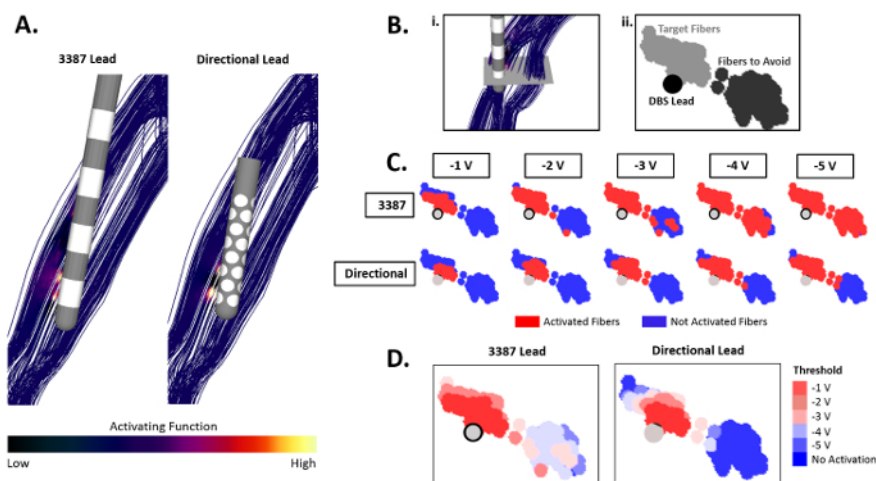 A.
3387 Lead
Directional Lead
Activating Function
Low
High
B.
i.
ii.
Target Fibers
Fibers to Avoid
DBS Lead
C.
-1 V
-2 V
-3 V
-4 V
-5 V
3387
Directional
Activated Fibers
Not Activated Fibers
D.
3387 Lead
Directional Lead
Threshold
-1 V
-2 V
-3 V
-4 V
-5 V
No Activation